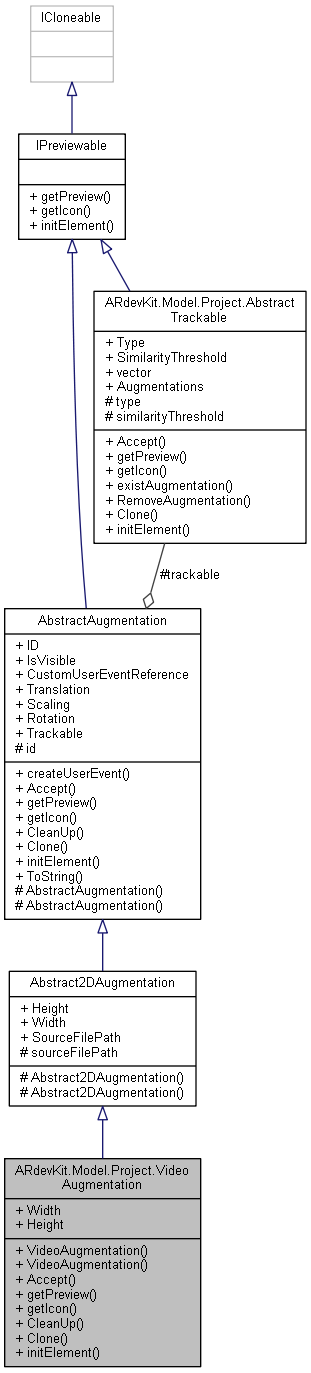 ICloneable
IPreviewable
+ getPreview()
+ getIcon()
+ initElement()
ARdevKit.Model.Project.Abstract
Trackable
+ Type
+ SimilarityThreshold
+ vector
+ Augmentations
# type
# similarityThreshold
+ Accept()
+ getPreview()
+ getIcon()
+ existAugmentation()
+ RemoveAugmentation()
+ Clone()
+ initElement()
#trackable
AbstractAugmentation
+ ID
+ IsVisible
+ CustomUserEventReference
+ Translation
+ Scaling
+ Rotation
+ Trackable
# id
+ createUserEvent()
+ Accept()
+ getPreview()
+ getIcon()
+ CleanUp()
+ Clone()
+ initElement()
+ ToString()
# AbstractAugmentation()
# AbstractAugmentation()
Abstract2DAugmentation
+ Height
+ Width
+ SourceFilePath
# sourceFilePath
# Abstract2DAugmentation()
# Abstract2DAugmentation()
ARdevKit.Model.Project.Video
Augmentation
+ Width
+ Height
+ VideoAugmentation()
+ VideoAugmentation()
+ Accept()
+ getPreview()
+ getIcon()
+ CleanUp()
+ Clone()
+ initElement()